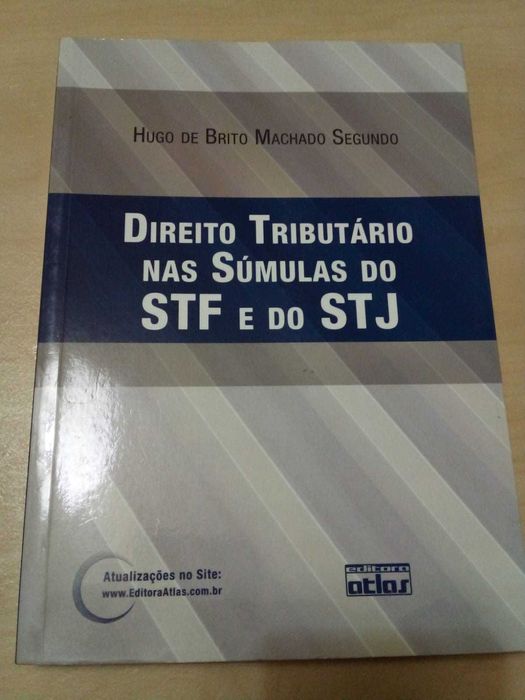 Hugo de Brito Machado Segundo
Direito Tributário
nas Súmulas do
STF e do STJ
Atualizações no Site:
www.EditoraAtlas.com.br
editora
atlas